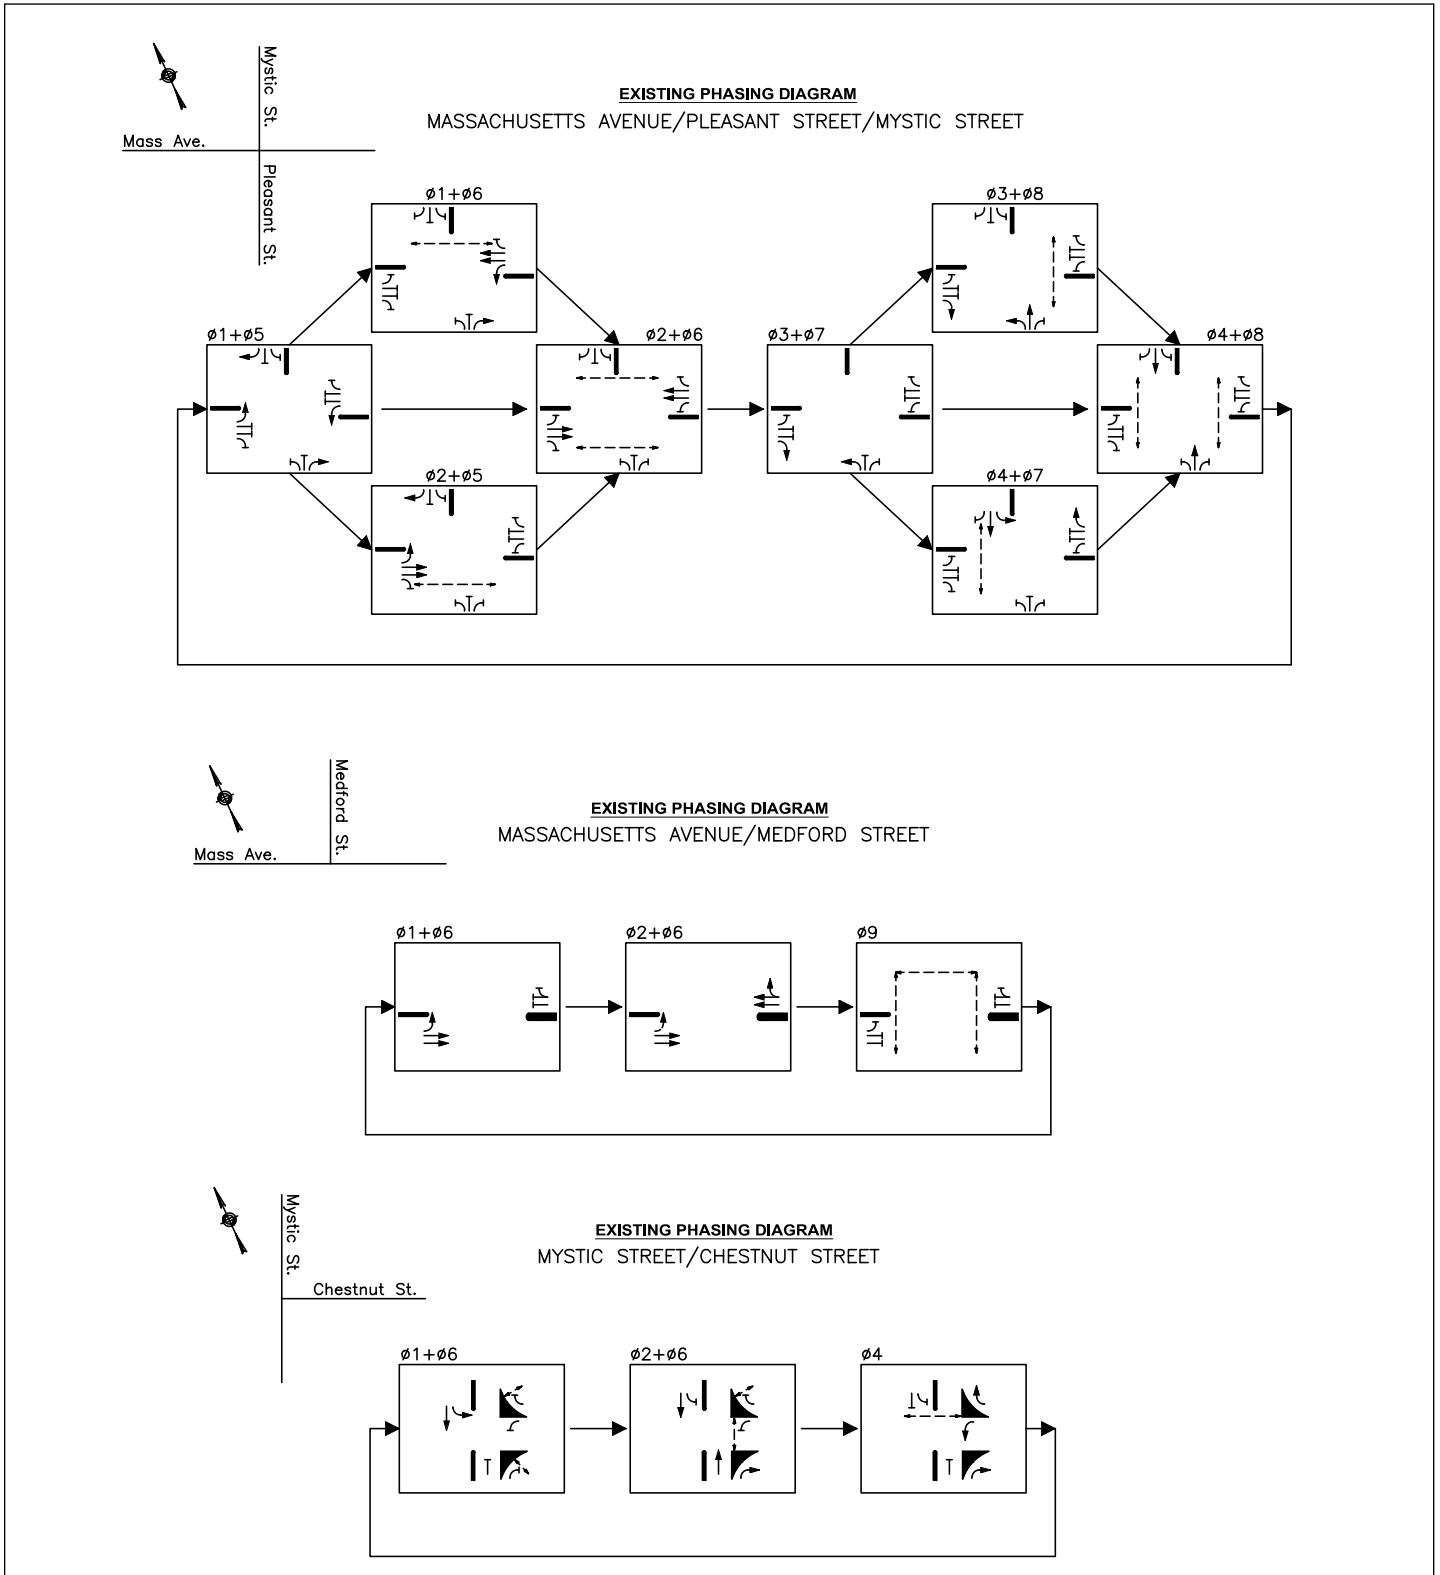 Mystic St.
Mass Ave.
Pleasant St.
EXISTING PHASING DIAGRAM
MASSACHUSETTS AVENUE/PLEASANT STREET/MYSTIC STREET
ø1+ø6
ø3+ø8
ø1+ø5
ø2+ø6
ø3+ø7
ø4+ø8
ø2+ø5
ø4+ø7
Medford St.
Mass Ave.
EXISTING PHASING DIAGRAM
MASSACHUSETTS AVENUE/MEDFORD STREET
ø1+ø6
ø2+ø6
ø9
Mystic St.
Chestnut St.
EXISTING PHASING DIAGRAM
MYSTIC STREET/CHESTNUT STREET
ø1+ø6
ø2+ø6
ø4